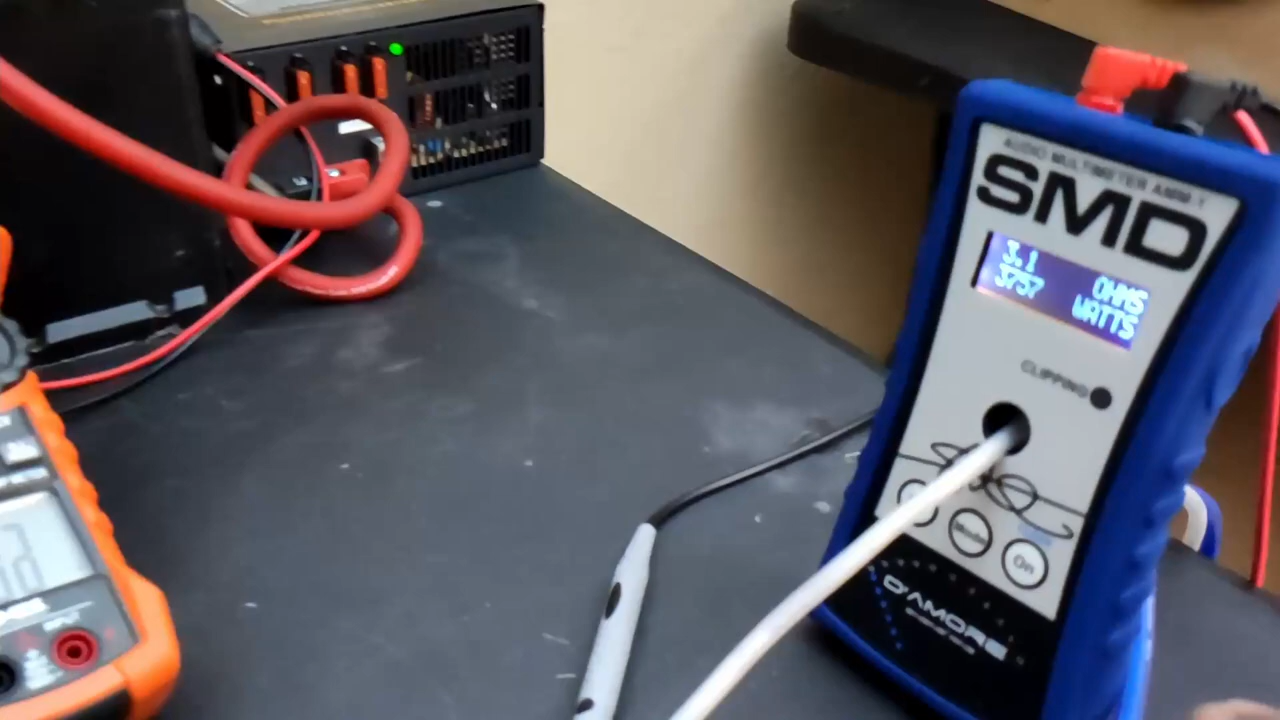 AUDIO MULTIMETER AMM-1
SMD
3.1 OHMS
3757 WATTS
CLIPPING
Mode
On
D'AMORE